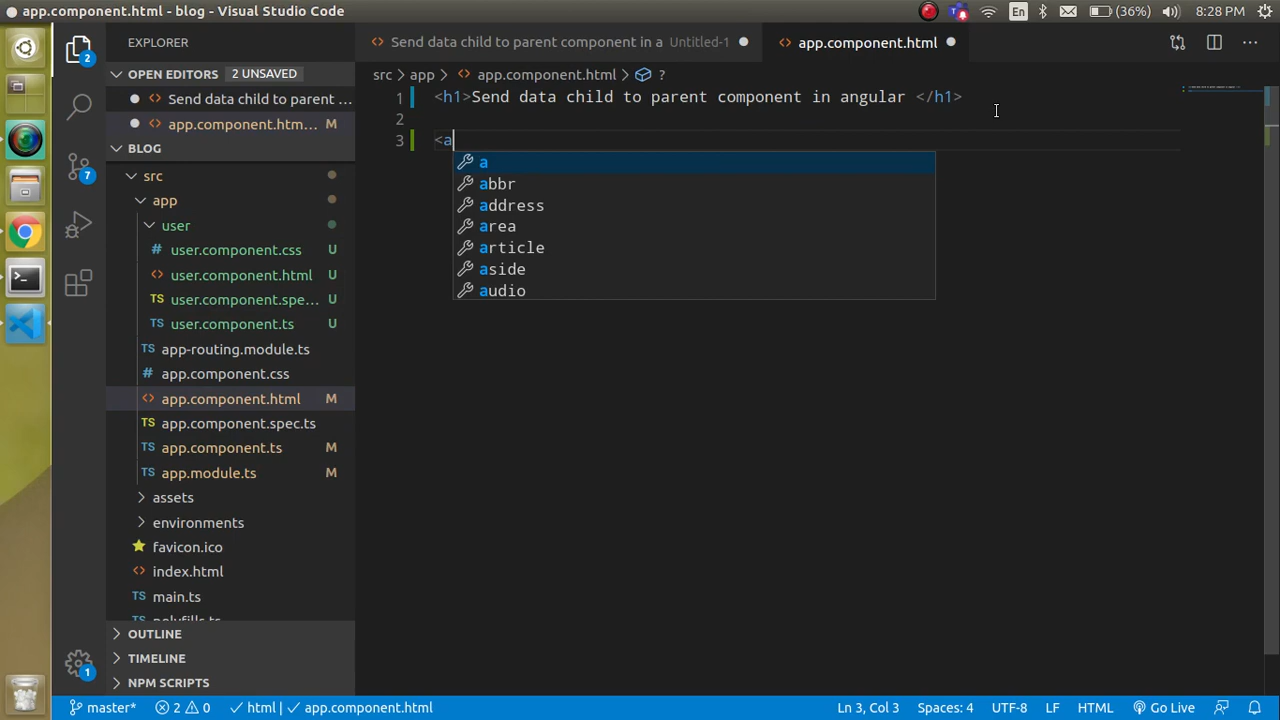 app.component.html - blog - Visual Studio Code
En
(36%)
8:28 PM
EXPLORER
Send data child to parent component in a Untitled-1
app.component.html
OPEN EDITORS 2 UNSAVED
Send data child to parent ...
app.component.htm... M
src > app > app.component.html > ?
BLOG
src
app
user
user.component.css U
user.component.html U
user.component.spe... U
user.component.ts U
app-routing.module.ts
app.component.css
app.component.html M
app.component.spec.ts
app.component.ts M
app.module.ts M
assets
environments
favicon.ico
index.html
main.ts
polyfills.ts
OUTLINE
TIMELINE
NPM SCRIPTS
2
7
1
1 <h1>Send data child to parent component in angular </h1>
2
3 <a
a
abbr
address
area
article
aside
audio
master* 2 0 html | app.component.html Ln 3, Col 3 Spaces: 4 UTF-8 LF HTML Go Live